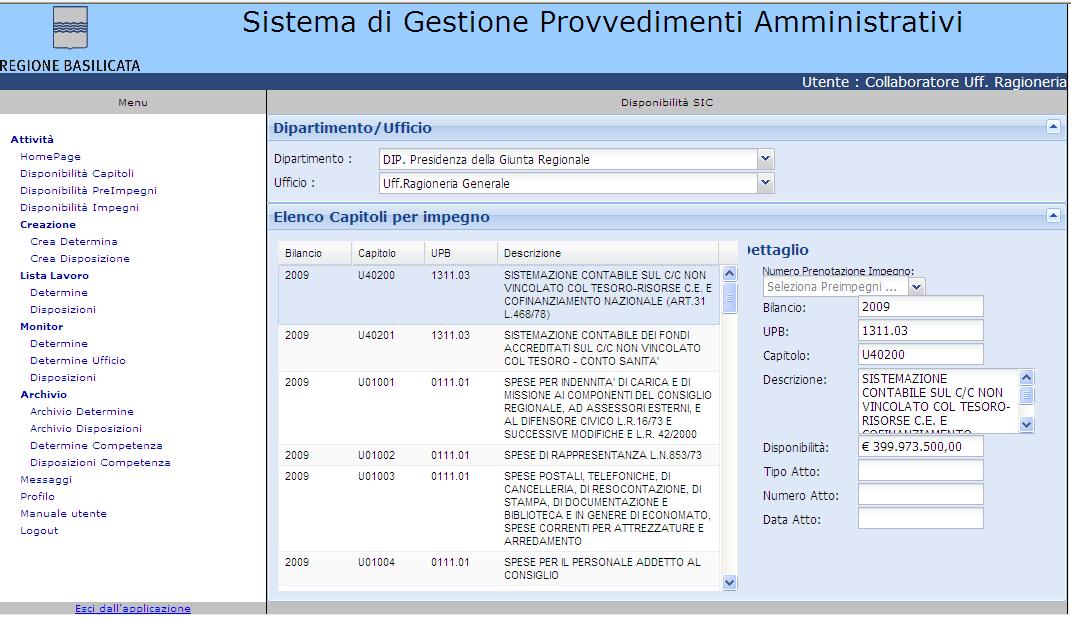 Sistema di Gestione Provvedimenti Amministrativi
REGIONE BASILICATA
Utente : Collaboratore Uff. Ragioneria
Menu
Disponibilità SIC
Attività
HomePage
Disponibilità Capitoli
Disponibilità PreImpegni
Disponibilità Impegni
Creazione
Crea Determina
Crea Disposizione
Lista Lavoro
Determine
Disposizioni
Monitor
Determine
Determine Ufficio
Disposizioni
Archivio
Archivio Determine
Archivio Disposizioni
Determine Competenza
Disposizioni Competenza
Messaggi
Profilo
Manuale utente
Logout
Esci dall'applicazione
Dipartimento/Ufficio
Dipartimento : DIP. Presidenza della Giunta Regionale
Ufficio : Uff.Ragioneria Generale
Elenco Capitoli per impegno
Bilancio Capitolo UPB Descrizione
2009 U40200 1311.03 SISTEMAZIONE CONTABILE SUL C/C NON
VINCOLATO COL TESORO-RISORSE C.E. E
COFINANZIAMENTO NAZIONALE (ART.31
L.468/78)
2009 U40201 1311.03 SISTEMAZIONE CONTABILE DEI FONDI
ACCREDITATI SUL C/C NON VINCOLATO
COL TESORO - CONTO SANITA'
2009 U01001 0111.01 SPESE PER INDENNITA' DI CARICA E DI
MISSIONE AI COMPONENTI DEL CONSIGLIO
REGIONALE, AD ASSESSORI ESTERNI, E
AL DIFENSORE CIVICO L.R.16/73 E
SUCCESSIVE MODIFICHE E L.R. 42/2000
2009 U01002 0111.01 SPESE DI RAPPRESENTANZA L.N.853/73
2009 U01003 0111.01 SPESE POSTALI, TELEFONICHE, DI
CANCELLERIA, DI RESOCONTAZIONE, DI
STAMPA, DI DOCUMENTAZIONE E
BIBLIOTECA E IN GENERE DI ECONOMATO,
SPESE CORRENTI PER ATTREZZATURE E
ARREDAMENTO
2009 U01004 0111.01 SPESE PER IL PERSONALE ADDETTO AL
CONSIGLIO
Dettaglio
Numero Prenotazione Impegno:
Seleziona Preimpegni ...
Bilancio: 2009
UPB: 1311.03
Capitolo: U40200
Descrizione: SISTEMAZIONE
CONTABILE SUL C/C NON
VINCOLATO COL TESORO-
RISORSE C.E. E
COFINANZIAMENTO
Disponibilità: € 399.973.500,00
Tipo Atto:
Numero Atto:
Data Atto: